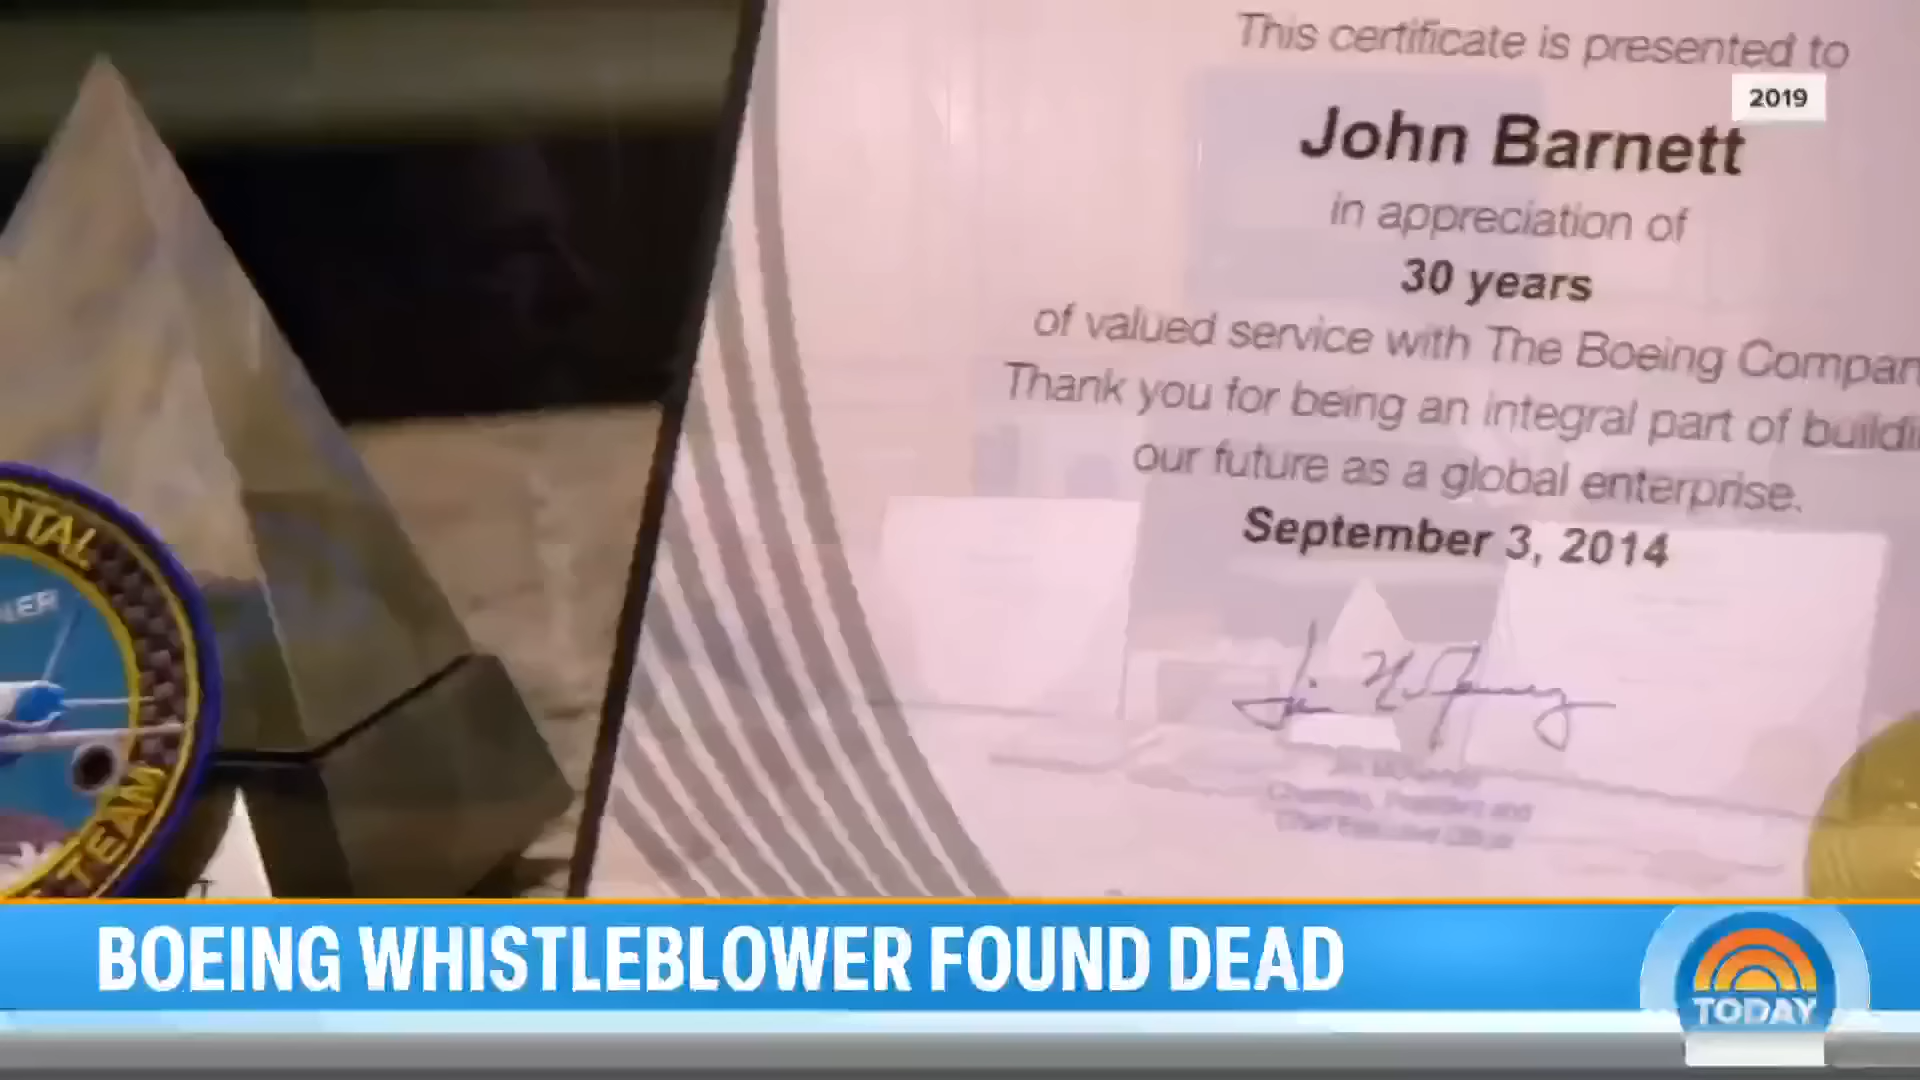 This certificate is presented to
2019
John Barnett
in appreciation of
30 years
of valued service with The Boeing Compan
Thank you for being an integral part of buildi
our future as a global enterprise.
September 3, 2014
NTAL
TEAM
BOEING WHISTLEBLOWER FOUND DEAD
TODAY